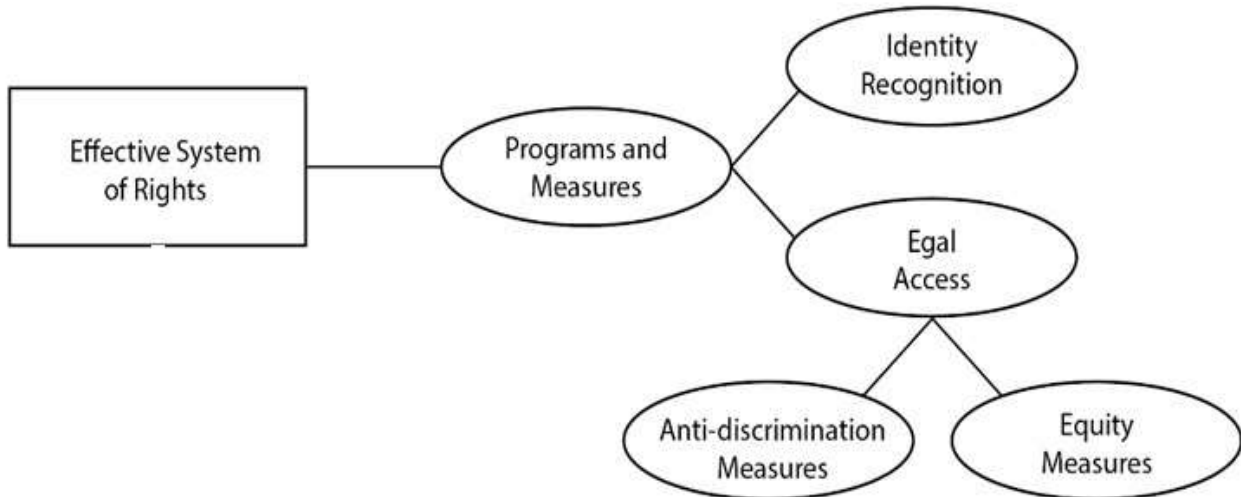 Identity
Recognition
Effective System
of Rights
Programs and
Measures
Egal
Access
Anti-discrimination
Measures
Equity
Measures